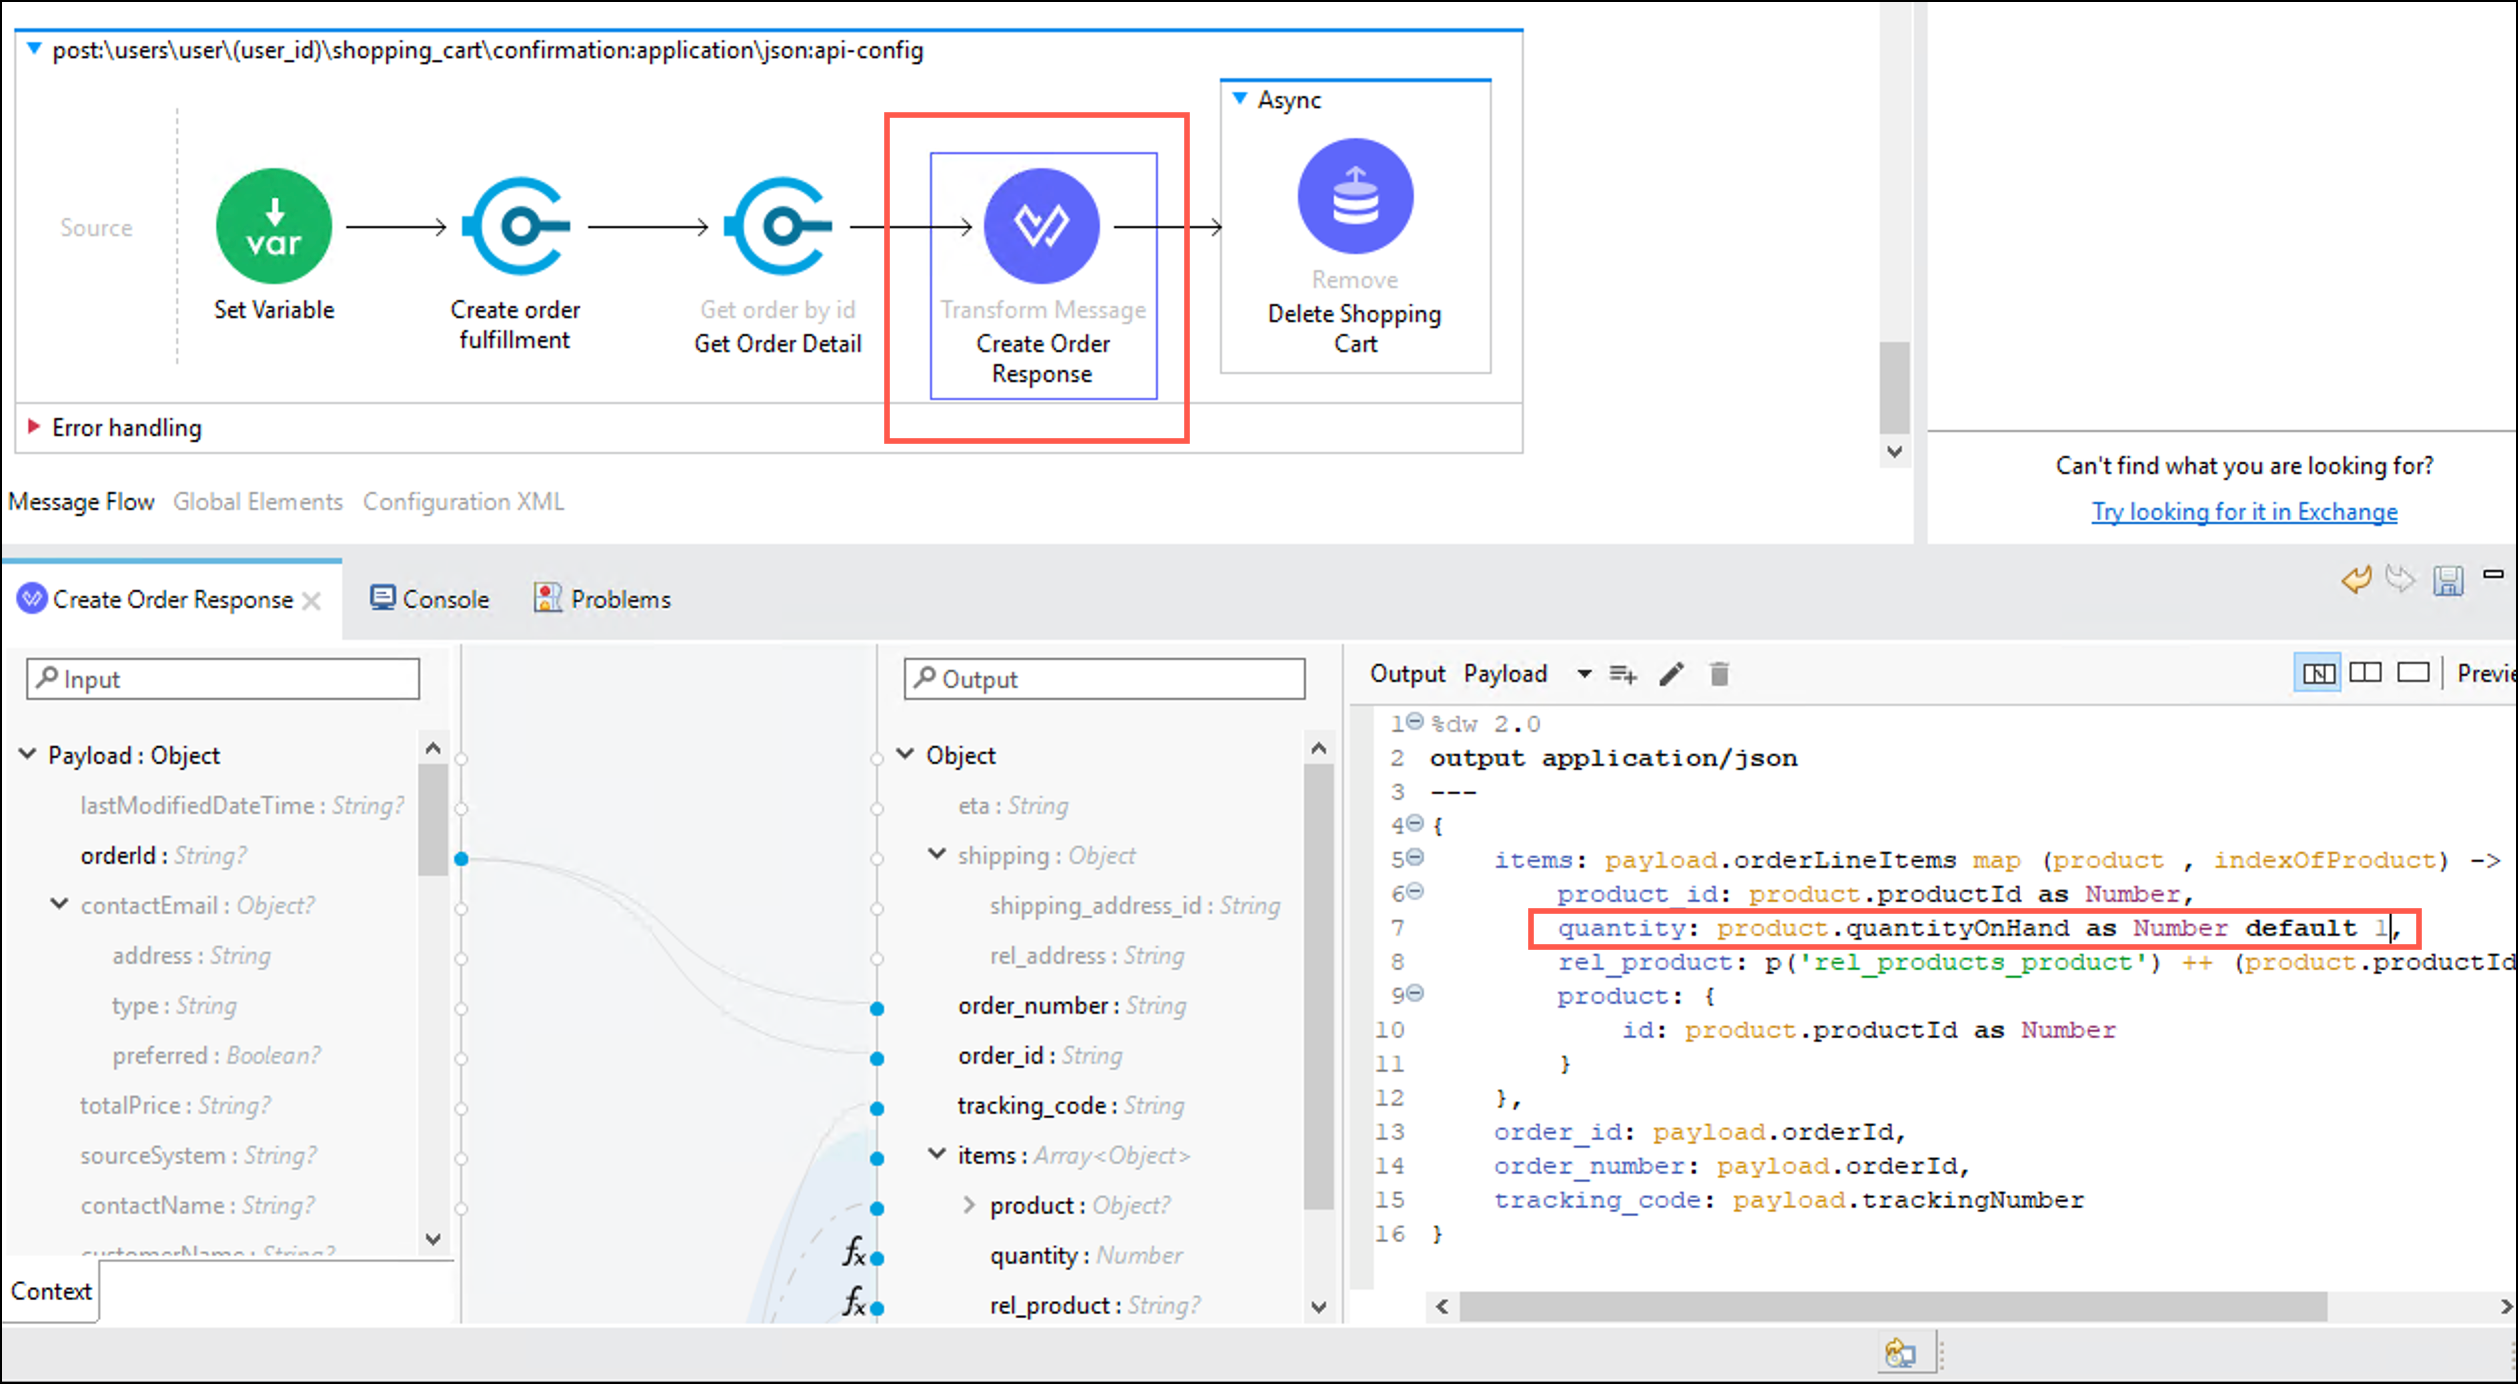 post:\users\user\(user_id)\shopping_cart\confirmation:application\json:api-config
Async
Source
var
Set Variable
Create order
fulfillment
Get order by id
Get Order Detail
Transform Message
Create Order
Response
Remove
Delete Shopping
Cart
Error handling
Message Flow Global Elements Configuration XML
Can't find what you are looking for?
Try looking for it in Exchange
Create Order Response Console Problems
Input
Payload : Object
lastModifiedDateTime : String?
orderId : String?
contactEmail : Object?
address : String
type : String
preferred : Boolean?
totalPrice : String?
sourceSystem : String?
contactName : String?
customerName : String?
Context
fx
fx
Output
Object
eta : String
shipping : Object
shipping_address_id : String
rel_address : String
order_number : String
order_id : String
tracking_code : String
items : Array<Object>
product : Object?
quantity : Number
rel_product : String?
Output Payload Previe
1 %dw 2.0
2 output application/json
3 ---
4 {
5 items: payload.orderLineItems map (product , indexOfProduct) ->
6 product_id: product.productId as Number,
7 quantity: product.quantityOnHand as Number default 1,
8 rel_product: p('rel_products_product') ++ (product.productId
9 product: {
10 id: product.productId as Number
11 }
12 },
13 order_id: payload.orderId,
14 order_number: payload.orderId,
15 tracking_code: payload.trackingNumber
16 }